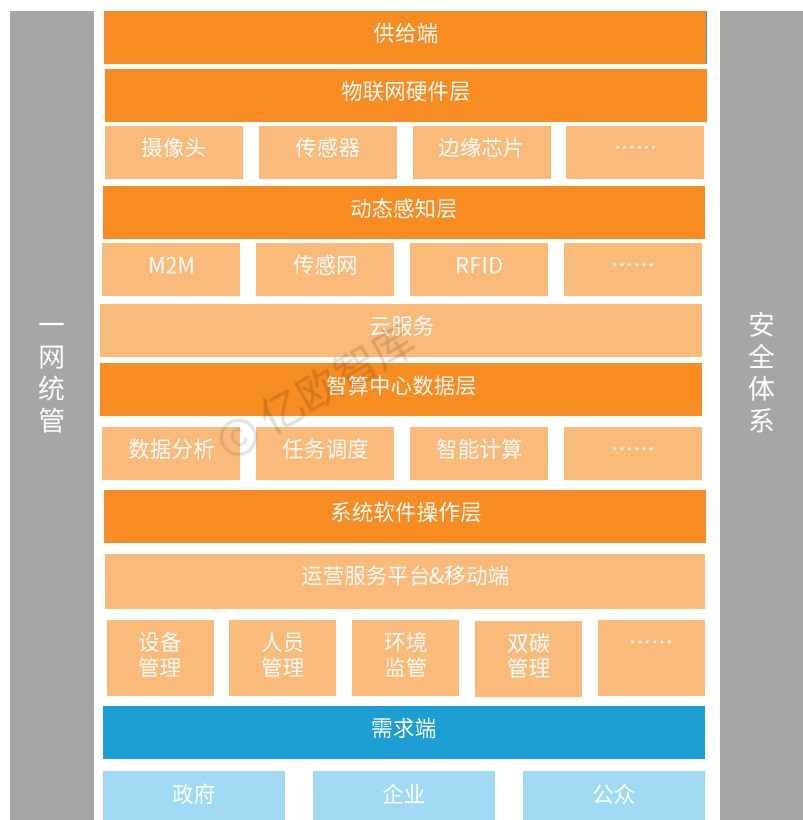 供给端
物联网硬件层
摄像头 传感器 边缘芯片 ……
动态感知层
M2M 传感网 RFID ……
云服务
智算中心数据层
数据分析 任务调度 智能计算 ……
系统软件操作层
运营服务平台&移动端
设备
管理
人员
管理
环境
监管
双碳
管理
……
需求端
政府 企业 公众
一
网
统
管
安
全
体
系
© 亿欧智库